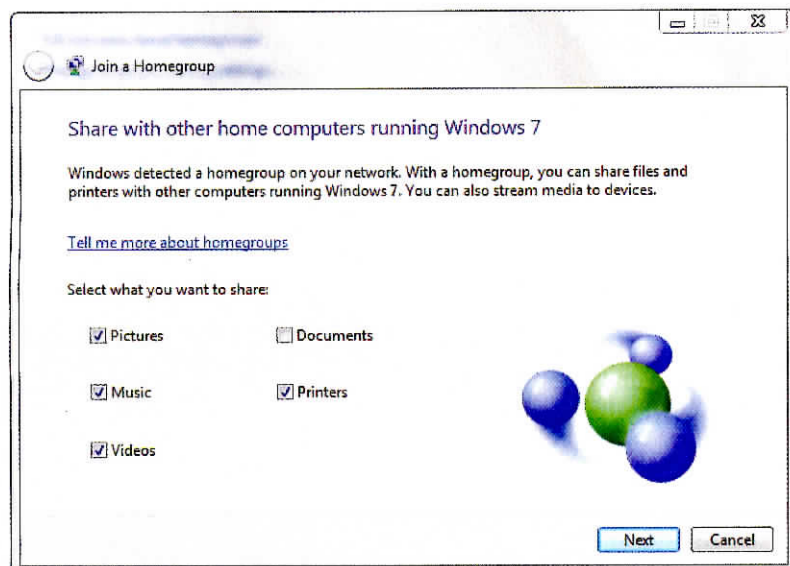 Join a Homegroup
Share with other home computers running Windows 7
Windows detected a homegroup on your network. With a homegroup, you can share files and
printers with other computers running Windows 7. You can also stream media to devices.
Tell me more about homegroups
Select what you want to share:
Pictures Documents
Music Printers
Videos
Next Cancel